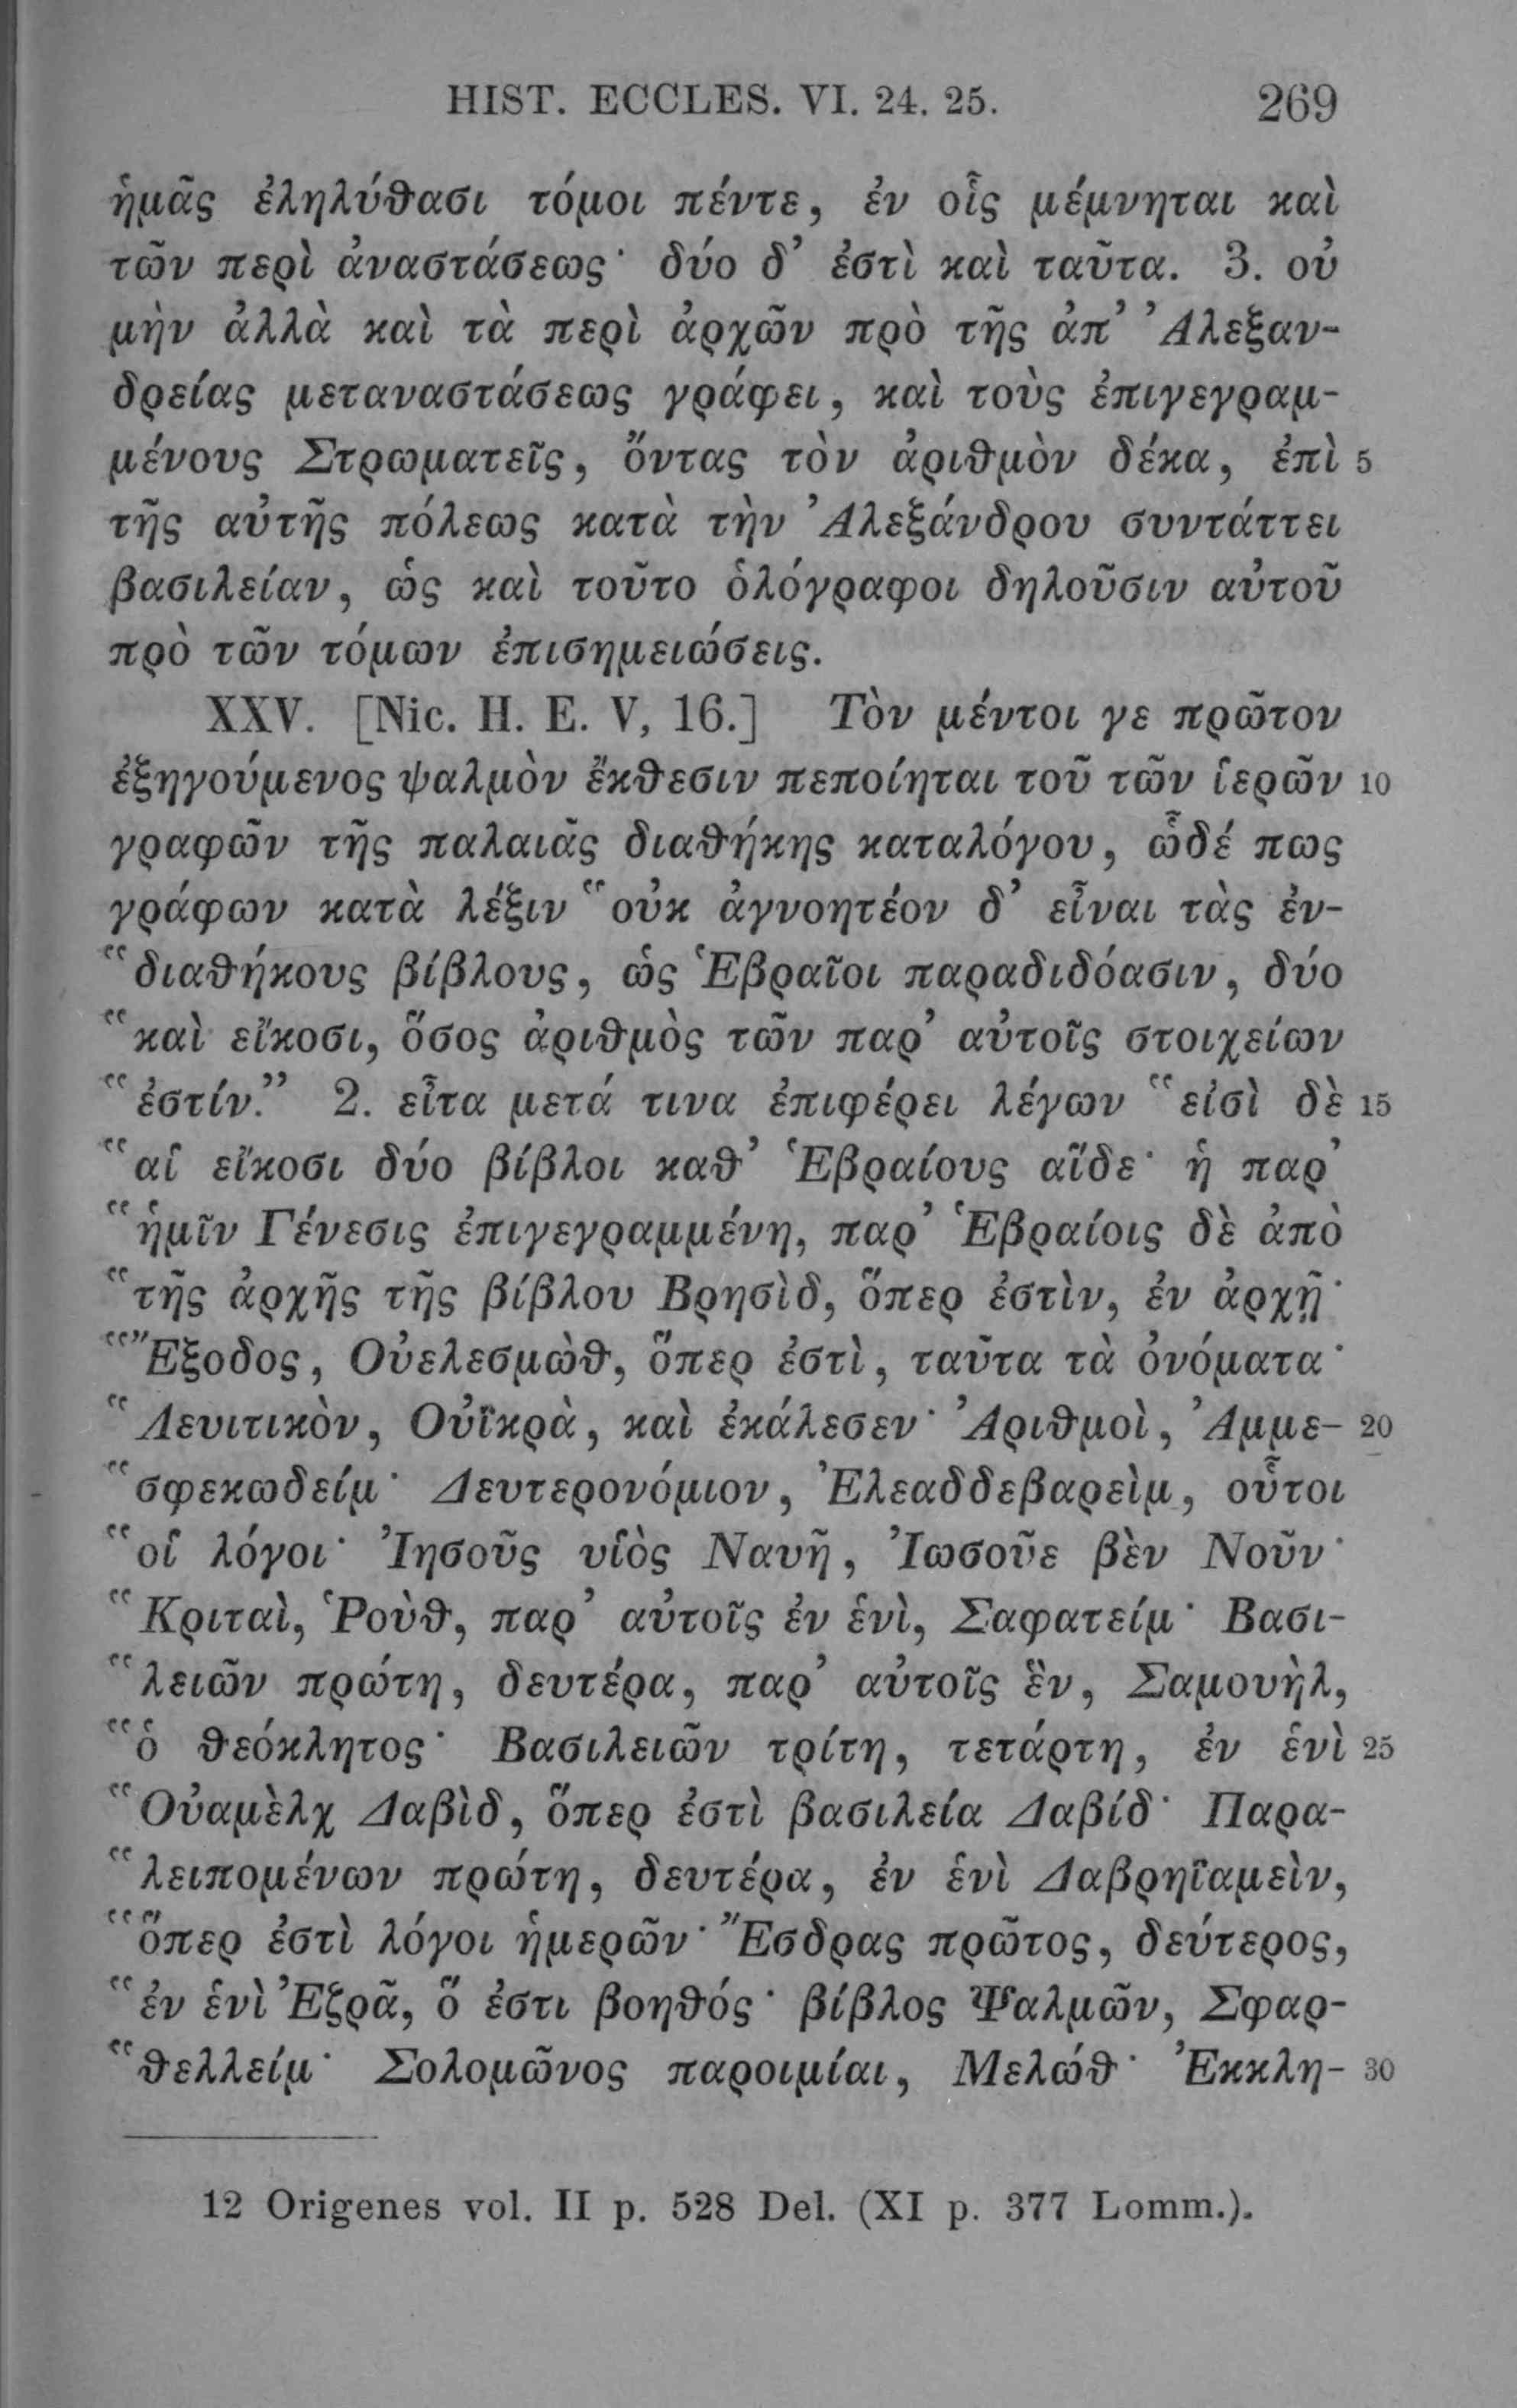 HIST. ECCLES. VI. 24. 25. 269
ἡμᾶς ἐληλύθασι τόμοι πέντε, ἐν οἷς μέμνηται καὶ
τῶν περὶ ἀναστάσεως· δύο δ’ ἐστὶ καὶ ταῦτα. 3. οὐ
μὴν ἀλλὰ καὶ τὰ περὶ ἀρχῶν πρὸ τῆς ἀπ’ Ἀλεξαν-
δρείας μεταναστάσεως γράφει, καὶ τοὺς ἐπιγεγραμ-
μένους Στρωματεῖς, ὄντας τὸν ἀριθμὸν δέκα, ἐπὶ 5
τῆς αὐτῆς πόλεως κατὰ τὴν Ἀλεξάνδρου συντάττει
βασιλείαν, ὡς καὶ τοῦτο ὁλόγραφοι δηλοῦσιν αὐτοῦ
πρὸ τῶν τόμων ἐπισημειώσεις.
XXV. [Nic. H. E. V, 16.] Τὸν μέντοι γε πρῶτον
ἐξηγούμενος ψαλμὸν ἔκθεσιν πεποίηται τοῦ τῶν ἱερῶν 10
γραφῶν τῆς παλαιᾶς διαθήκης καταλόγου, ὧδέ πως
γράφων κατὰ λέξιν “οὐκ ἀγνοητέον δ’ εἶναι τὰς ἐν-
“διαθήκους βίβλους, ὡς Ἑβραῖοι παραδιδόασιν, δύο
“καὶ εἴκοσι, ὅσος ἀριθμὸς τῶν παρ’ αὐτοῖς στοιχείων
“ἐστίν.” 2. εἶτα μετά τινα ἐπιφέρει λέγων “εἰσὶ δὲ 15
“αἱ εἴκοσι δύο βίβλοι καθ’ Ἑβραίους αἵδε· ἡ παρ’
“ἡμῖν Γένεσις ἐπιγεγραμμένη, παρ’ Ἑβραίοις δὲ ἀπὸ
“τῆς ἀρχῆς τῆς βίβλου Βρησὶδ, ὅπερ ἐστὶν, ἐν ἀρχῇ·
“Ἔξοδος, Οὐελεσμὼθ, ὅπερ ἐστὶ, ταῦτα τὰ ὀνόματα·
“Λευιτικὸν, Οὐϊκρὰ, καὶ ἐκάλεσεν· Ἀριθμοὶ, Ἀμμε- 20
“σφεκωδείμ· Δευτερονόμιον, Ἐλεαδδεβαρεὶμ, οὗτοι
“οἱ λόγοι· Ἰησοῦς υἱὸς Ναυῆ, Ἰωσοῦε βὲν Νοῦν·
“Κριταὶ, Ῥοὺθ, παρ’ αὐτοῖς ἐν ἑνὶ, Σαφατείμ· Βασι-
“λειῶν πρώτη, δευτέρα, παρ’ αὐτοῖς ἓν, Σαμουὴλ,
“ὁ θεόκλητος· Βασιλειῶν τρίτη, τετάρτη, ἐν ἑνὶ 25
“Οὐαμὲλχ Δαβὶδ, ὅπερ ἐστὶ βασιλεία Δαβίδ· Παρα-
“λειπομένων πρώτη, δευτέρα, ἐν ἑνὶ Δαβρηϊαμεὶν,
“ὅπερ ἐστὶ λόγοι ἡμερῶν· Ἔσδρας πρῶτος, δεύτερος,
“ἐν ἑνὶ Ἐζρᾶ, ὅ ἐστι βοηθός· βίβλος Ψαλμῶν, Σφαρ-
“θελλείμ· Σολομῶνος παροιμίαι, Μελώθ· Ἐκκλη- 30
12 Origenes vol. II p. 528 Del. (XI p. 377 Lomm.).